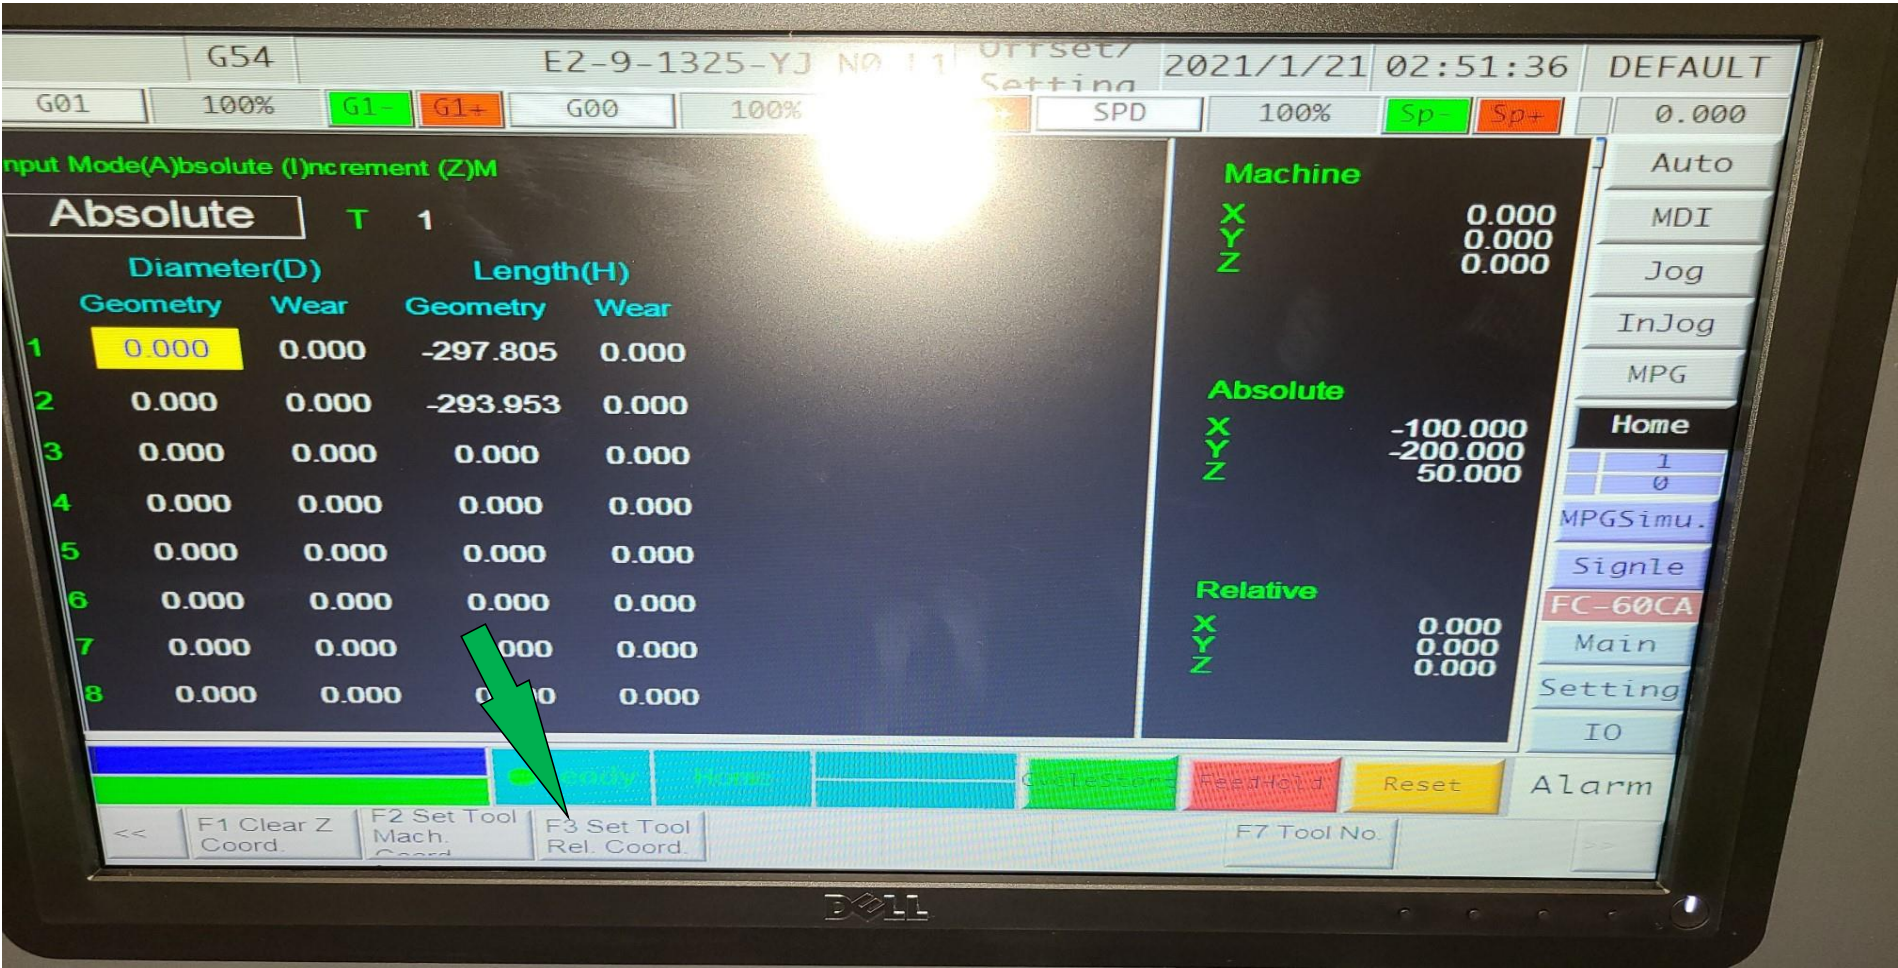 G54 E2-9-1325-YJ N0 Offset/ 2021/1/21 02:51:36 DEFAULT
Setting
G01 100% G1- G1+ G00 100% SPD 100% Sp- Sp+ 0.000
nput Mode(A)bsolute (I)ncrement (Z)M
Absolute T 1
Diameter(D) Length(H)
Geometry Wear Geometry Wear
1 0.000 0.000 -297.805 0.000
2 0.000 0.000 -293.953 0.000
3 0.000 0.000 0.000 0.000
4 0.000 0.000 0.000 0.000
5 0.000 0.000 0.000 0.000
6 0.000 0.000 0.000 0.000
7 0.000 0.000 000 0.000
8 0.000 0.000 0.000
Machine
X 0.000
Y 0.000
Z 0.000
Absolute
X -100.000
Y -200.000
Z 50.000
Relative
X 0.000
Y 0.000
Z 0.000
Auto
MDI
Jog
InJog
MPG
Home
1
0
MPGSimu.
Signle
FC-60CA
Main
Setting
IO
Home CycleStart FeedHold Reset Alarm
<< F1 Clear Z
Coord.
F2 Set Tool
Mach.
Coord.
F3 Set Tool
Rel. Coord.
F7 Tool No.
>>
DELL